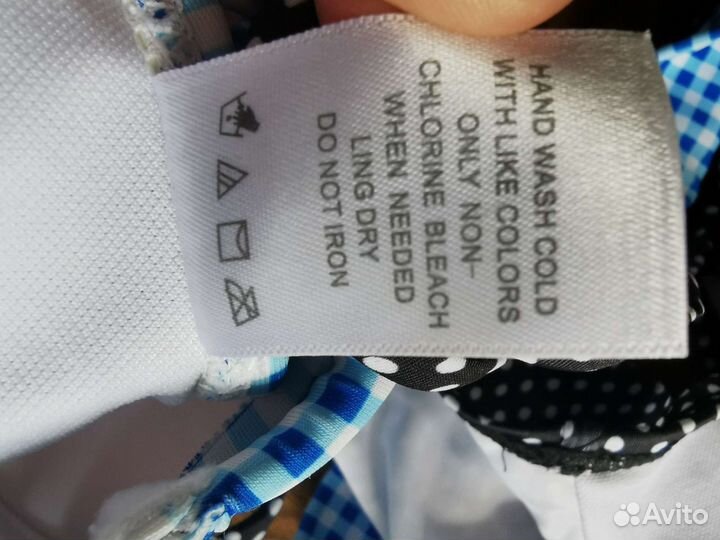 HAND WASH COLD
WITH LIKE COLORS
ONLY NON-
CHLORINE BLEACH
WHEN NEEDED
LING DRY
DO NOT IRON
Avito